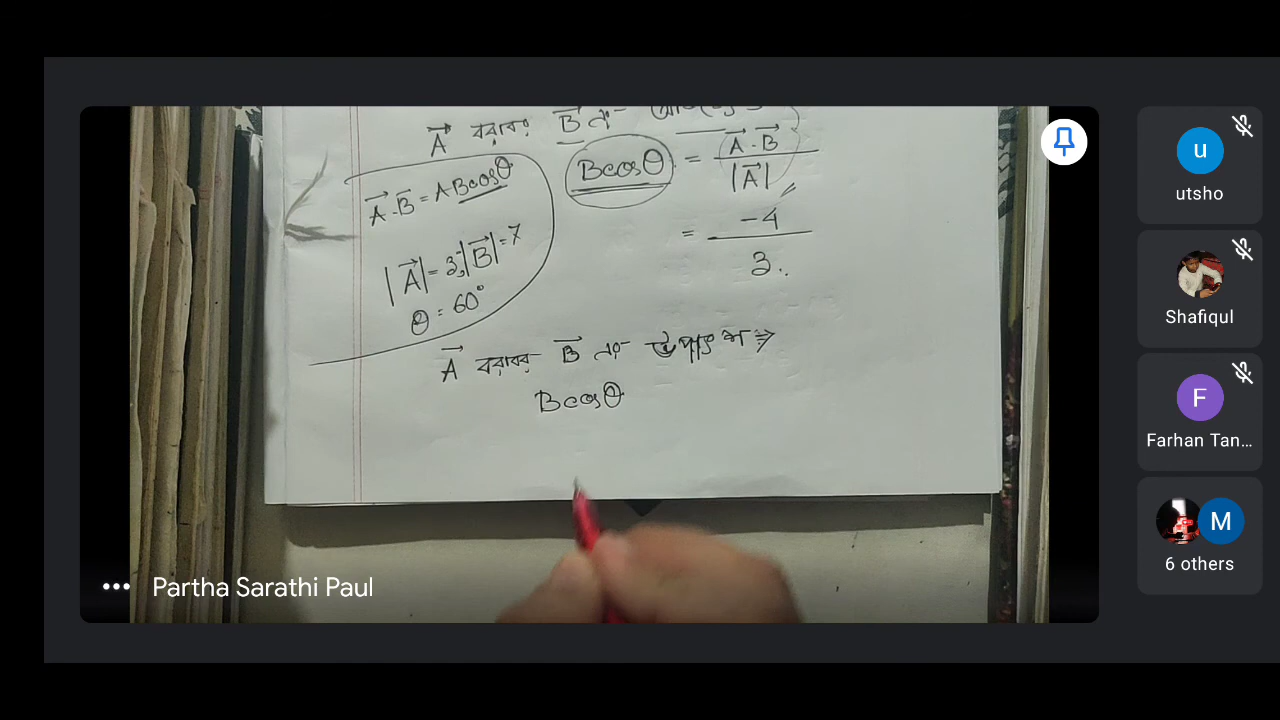 A⃗ বরাবর B⃗ এর
Bcosθ = A⃗ · B⃗ / |A⃗|
= -4 / 3.
A⃗ · B⃗ = A Bcosθ
|A⃗| = 3, |B⃗| = 7
θ = 60°
A⃗ বরাবর B⃗ এর উপাংশ ⇒
Bcosθ
Partha Sarathi Paul
u
utsho
Shafiqul
F
Farhan Tan...
M
6 others